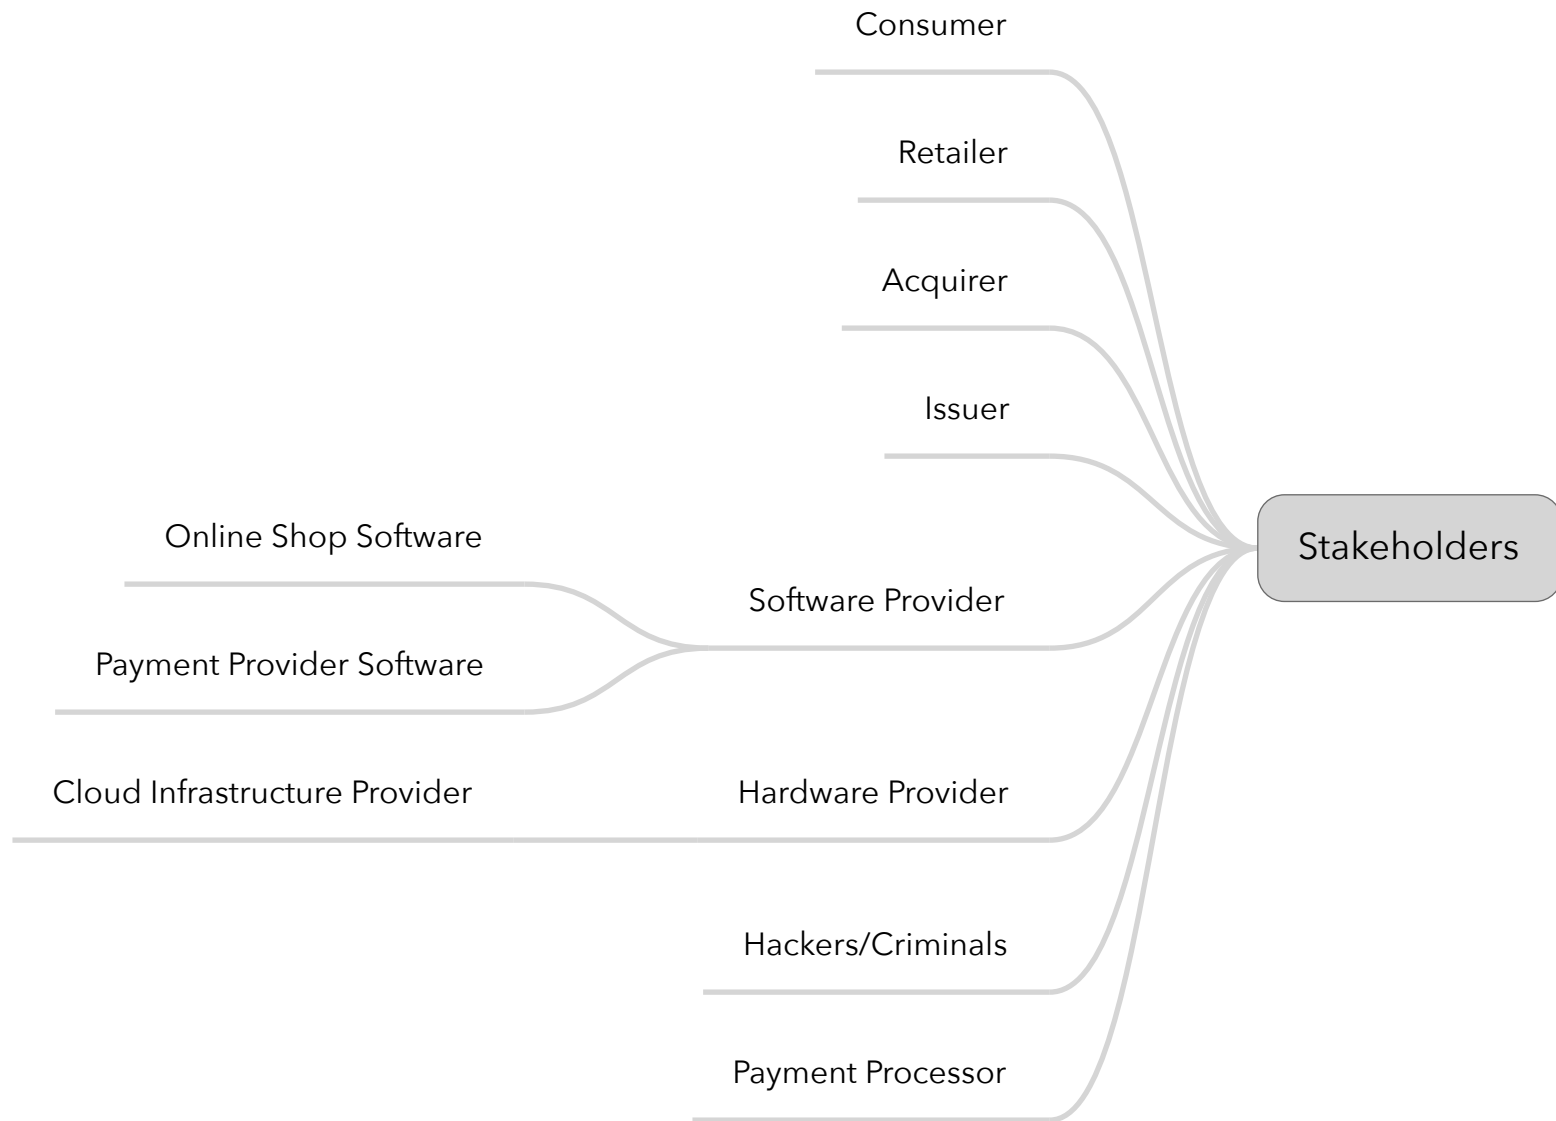 Consumer
Retailer
Acquirer
Issuer
Stakeholders
Online Shop Software
Software Provider
Payment Provider Software
Cloud Infrastructure Provider
Hardware Provider
Hackers/Criminals
Payment Processor